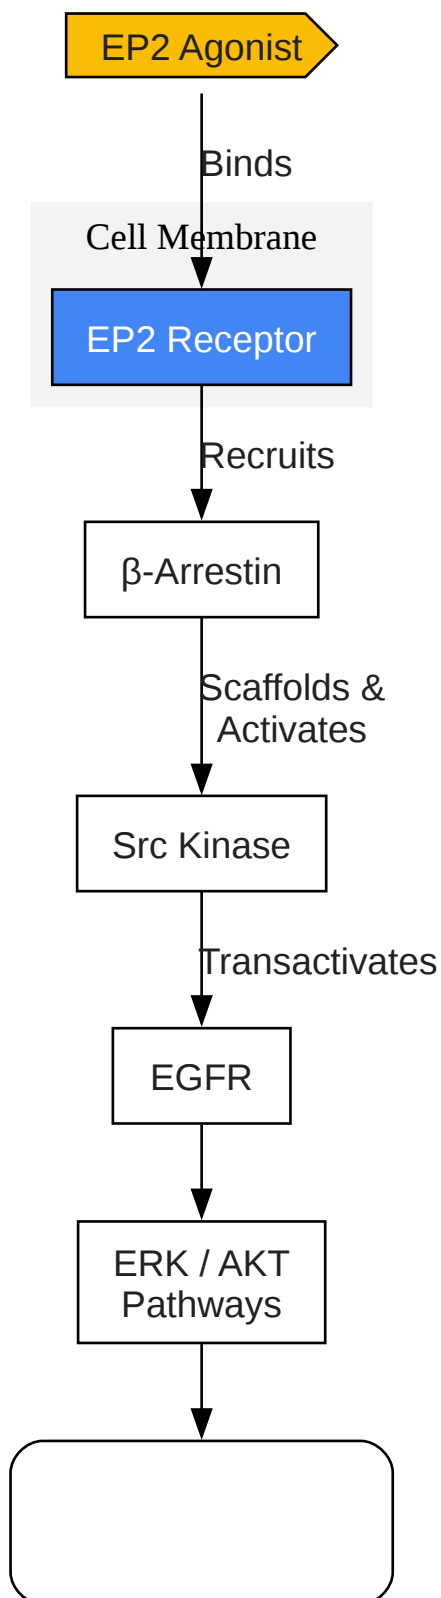 EP2 Agonist
Binds
Cell Membrane
EP2 Receptor
Recruits
β-Arrestin
Scaffolds &
Activates
Src Kinase
Transactivates
EGFR
ERK / AKT
Pathways